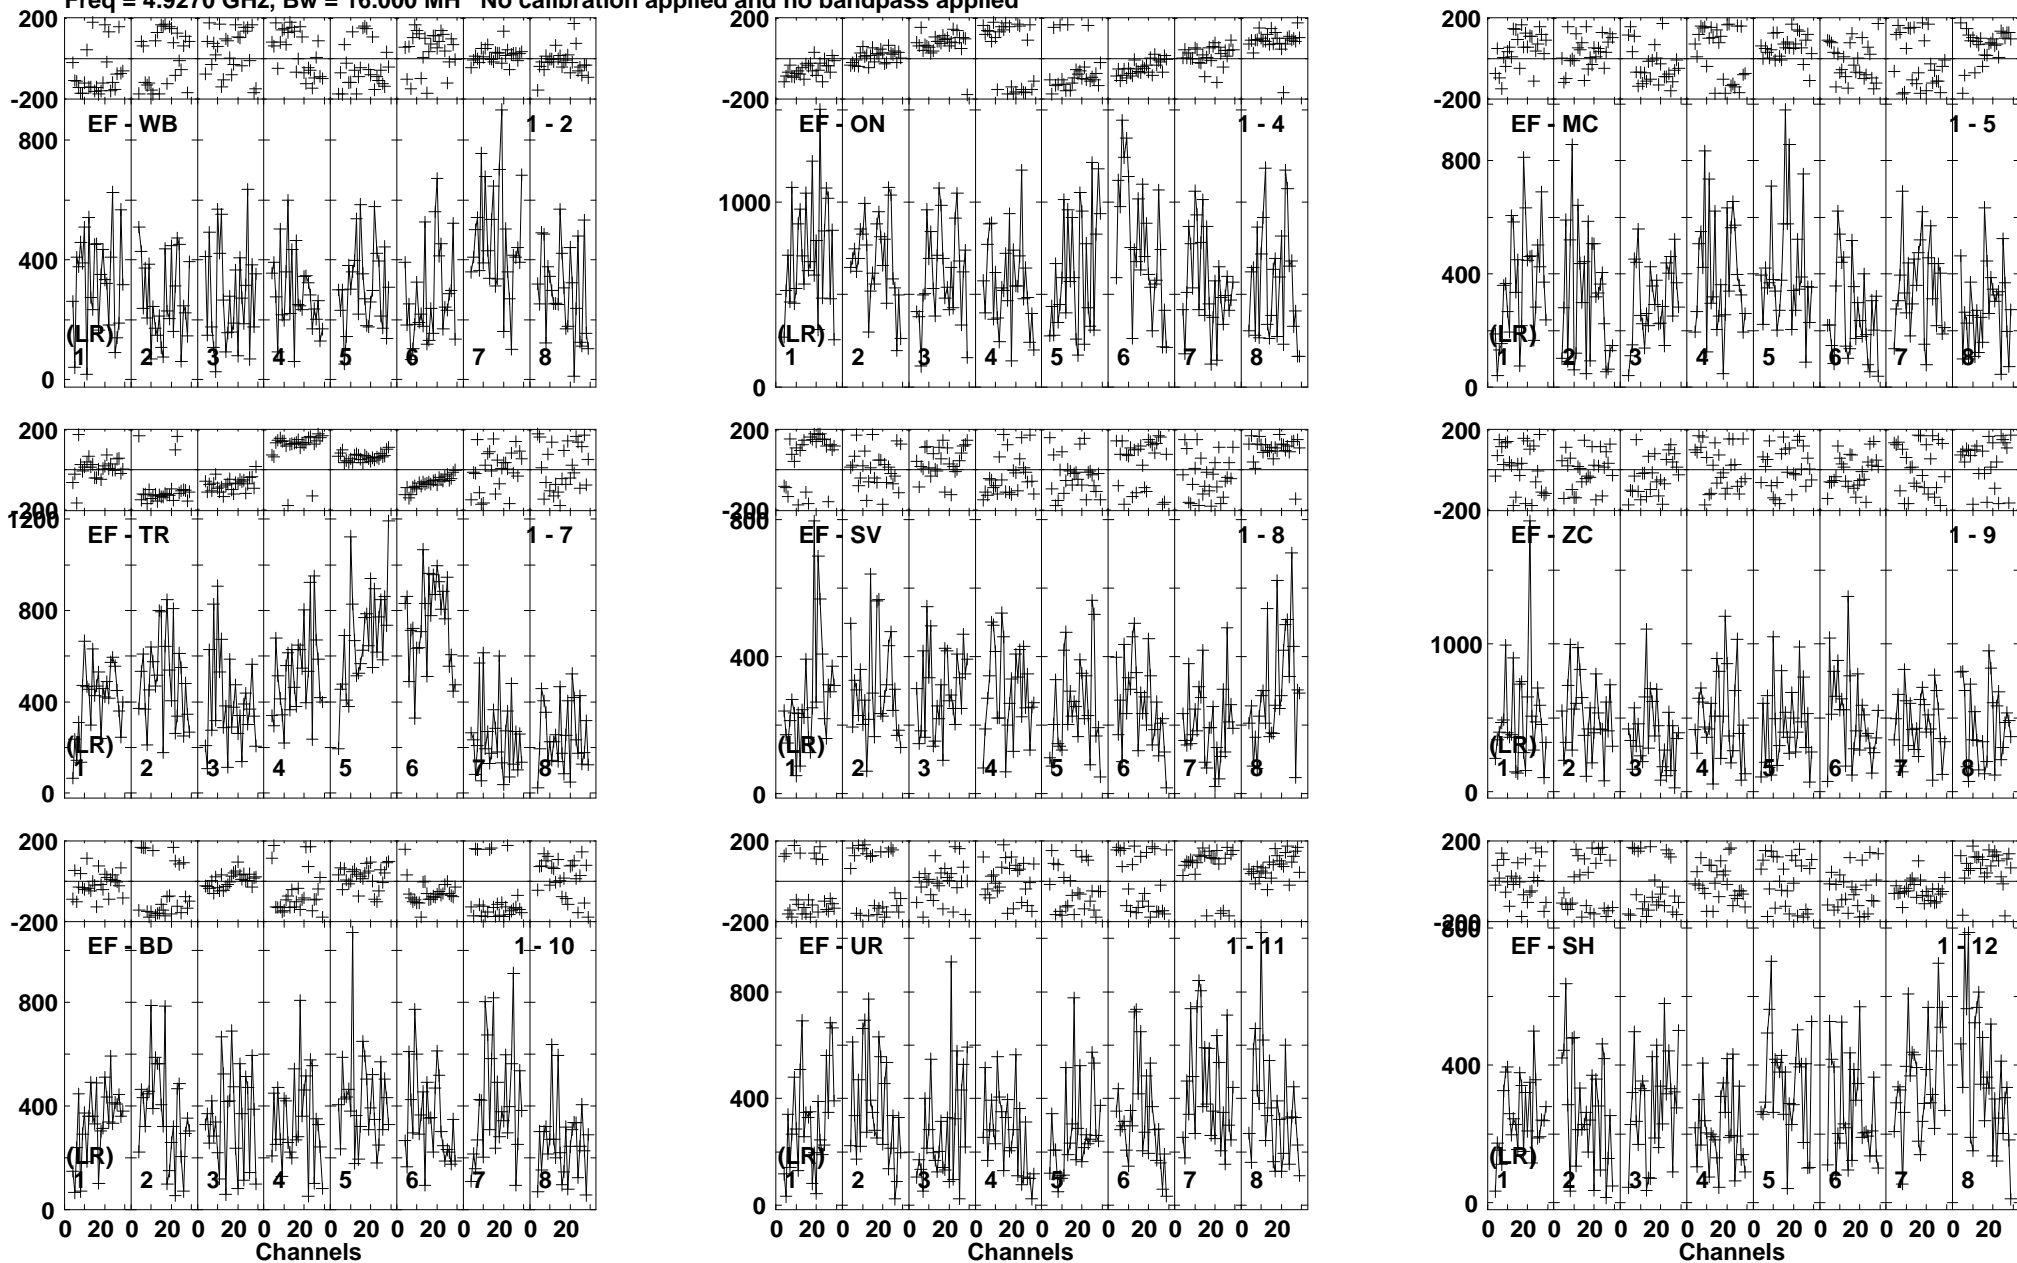 Freq = 4.9270 GHz, Bw = 16.000 MH No calibration applied and no bandpass applied
200
-200
EF - WB 1 - 2
800
400
0
(LR)
1 2 3 4 5 6 7 8
200
-200
EF - ON 1 - 4
1000
0
(LR)
1 2 3 4 5 6 7 8
200
-200
EF - MC 1 - 5
800
400
0
(LR)
1 2 3 4 5 6 7 8
200
-200
1200
EF - TR 1 - 7
800
400
0
(LR)
1 2 3 4 5 6 7 8
200
-200
800
EF - SV 1 - 8
400
0
(LR)
1 2 3 4 5 6 7 8
200
-200
EF - ZC 1 - 9
1000
0
(LR)
1 2 3 4 5 6 7 8
200
-200
EF - BD 1 - 10
800
400
0
(LR)
1 2 3 4 5 6 7 8
0 20 0 20 0 20 0 20 0 20 0 20 0 20 0 20
Channels
200
-200
EF - UR 1 - 11
800
400
0
(LR)
1 2 3 4 5 6 7 8
0 20 0 20 0 20 0 20 0 20 0 20 0 20 0 20
200
-200
800
EF - SH 1 - 12
400
0
(LR)
1 2 3 4 5 6 7 8
0 20 0 20 0 20 0 20 0 20 0 20 0 20 0 20
Channels